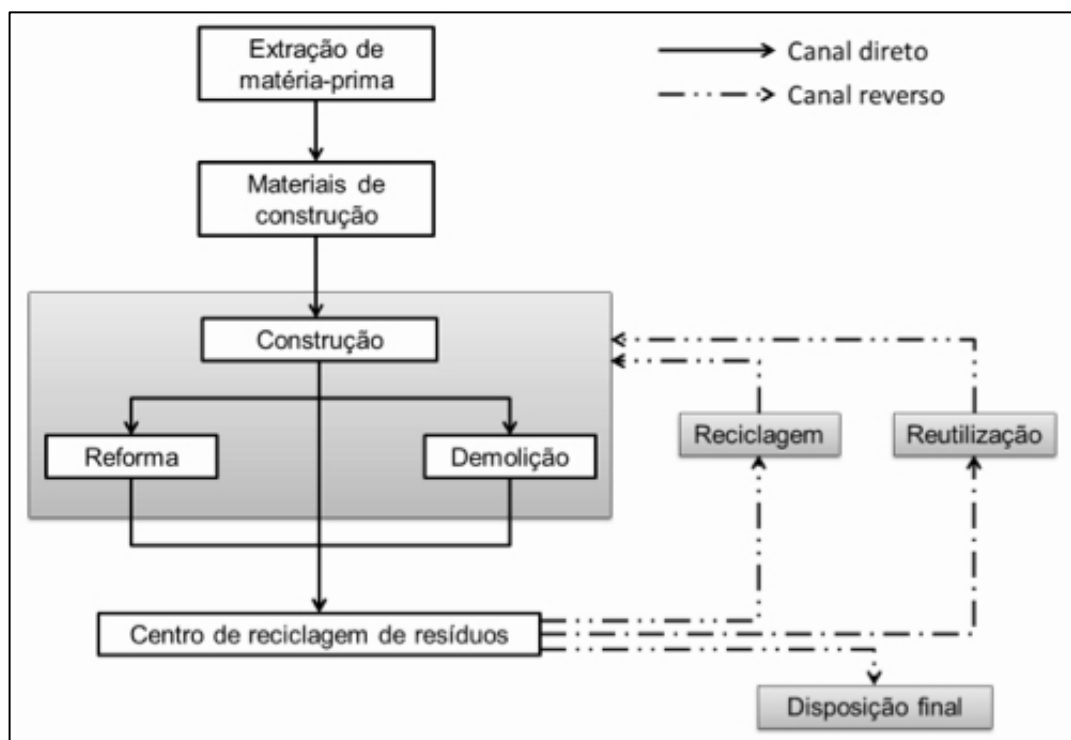 Extração de
matéria-prima
Canal direto
Canal reverso
Materiais de
construção
Construção
Reforma
Demolição
Reciclagem
Reutilização
Centro de reciclagem de resíduos
Disposição final